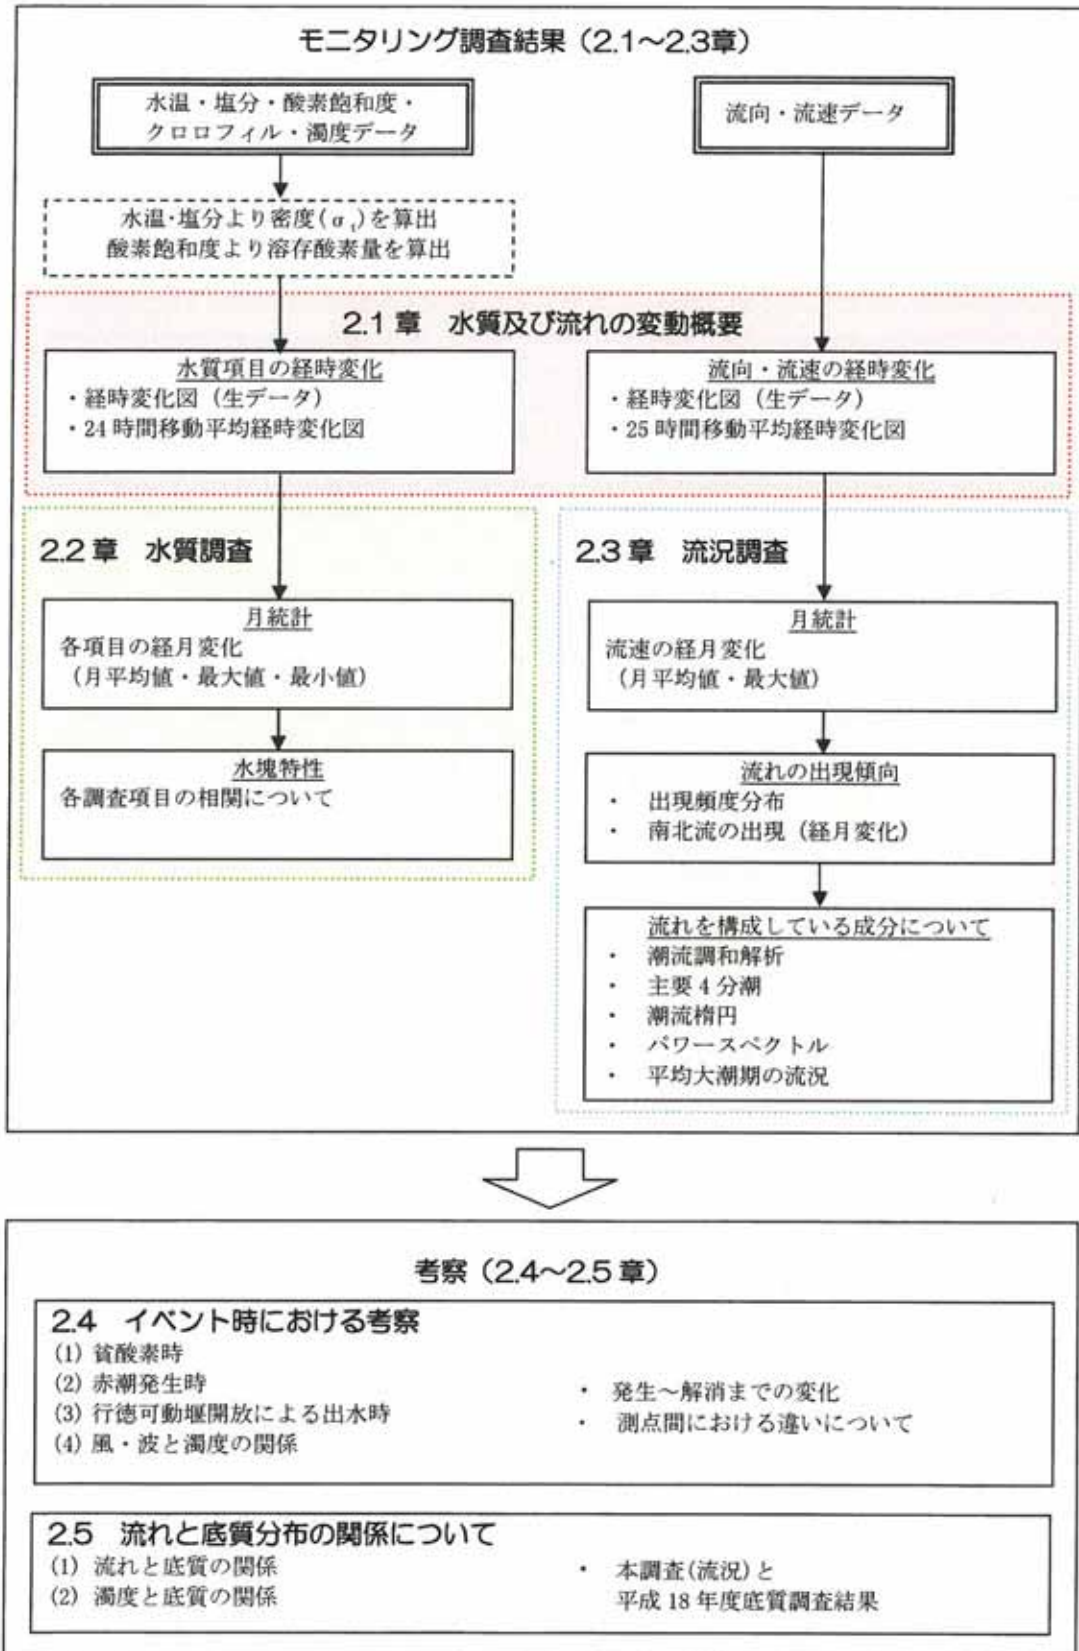 モニタリング調査結果（2.1～2.3章）
水温・塩分・酸素飽和度・
クロロフィル・濁度データ
流向・流速データ
水温・塩分より密度(σt)を算出
酸素飽和度より溶存酸素量を算出
2.1章　水質及び流れの変動概要
水質項目の経時変化
・経時変化図（生データ）
・24時間移動平均経時変化図
流向・流速の経時変化
・経時変化図（生データ）
・25時間移動平均経時変化図
2.2章　水質調査
月統計
各項目の経月変化
（月平均値・最大値・最小値）
水塊特性
各調査項目の相関について
2.3章　流況調査
月統計
流速の経月変化
（月平均値・最大値）
流れの出現傾向
・　出現頻度分布
・　南北流の出現（経月変化）
流れを構成している成分について
・　潮流調和解析
・　主要4分潮
・　潮流楕円
・　パワースペクトル
・　平均大潮期の流況
考察（2.4～2.5章）
2.4　イベント時における考察
(1) 貧酸素時
(2) 赤潮発生時
(3) 行徳可動堰開放による出水時
(4) 風・波と濁度の関係
・　発生～解消までの変化
・　測点間における違いについて
2.5　流れと底質分布の関係について
(1) 流れと底質の関係
(2) 濁度と底質の関係
・　本調査(流況)と
平成18年度底質調査結果